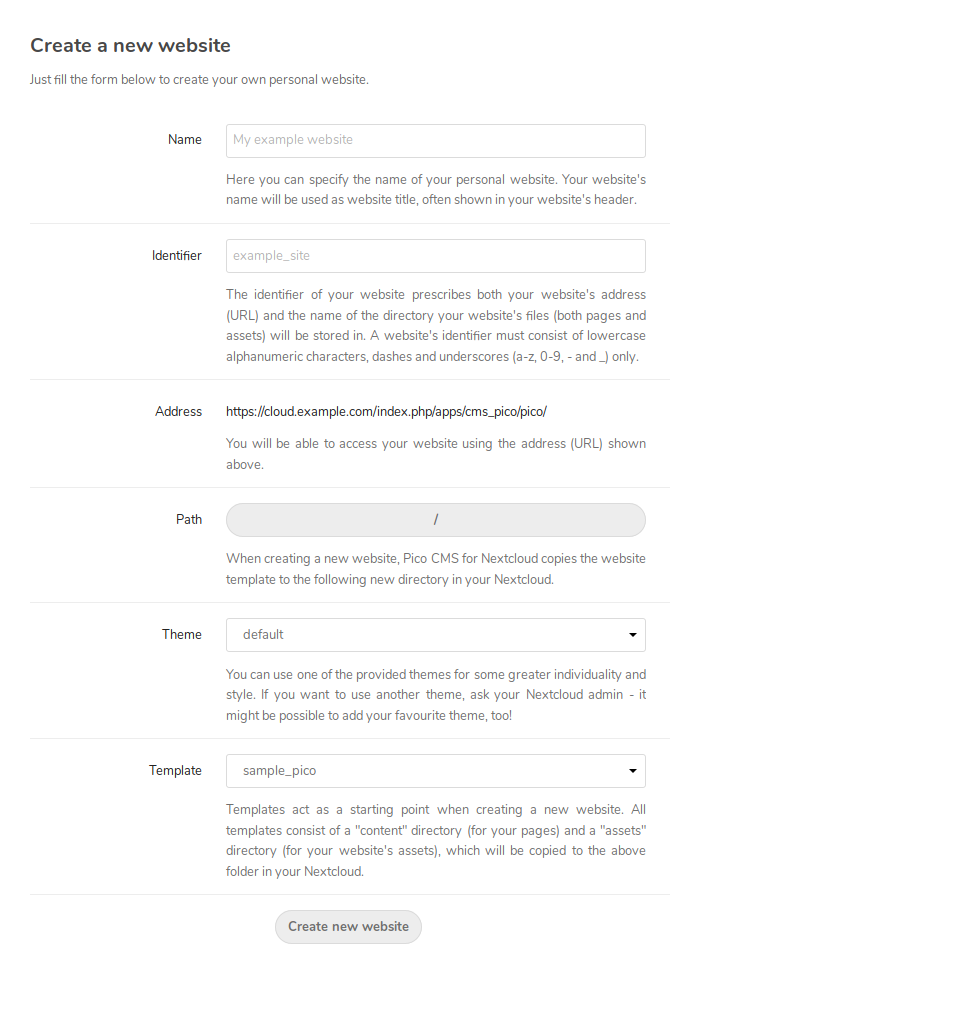 Create a new website
Just fill the form below to create your own personal website.
Name
My example website
Here you can specify the name of your personal website. Your website's
name will be used as website title, often shown in your website's header.
Identifier
example_site
The identifier of your website prescribes both your website's address
(URL) and the name of the directory your website's files (both pages and
assets) will be stored in. A website's identifier must consist of lowercase
alphanumeric characters, dashes and underscores (a-z, 0-9, - and _) only.
Address
https://cloud.example.com/index.php/apps/cms_pico/pico/
You will be able to access your website using the address (URL) shown
above.
Path
/
When creating a new website, Pico CMS for Nextcloud copies the website
template to the following new directory in your Nextcloud.
Theme
default
You can use one of the provided themes for some greater individuality and
style. If you want to use another theme, ask your Nextcloud admin - it
might be possible to add your favourite theme, too!
Template
sample_pico
Templates act as a starting point when creating a new website. All
templates consist of a "content" directory (for your pages) and a "assets"
directory (for your website's assets), which will be copied to the above
folder in your Nextcloud.
Create new website